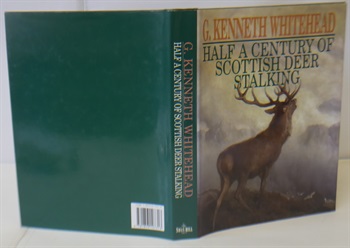 G. KENNETH WHITEHEAD
HALF A CENTURY OF
SCOTTISH DEER
STALKING
G. KENNETH WHITEHEAD
HALF A CENTURY OF SCOTTISH DEER STALKING